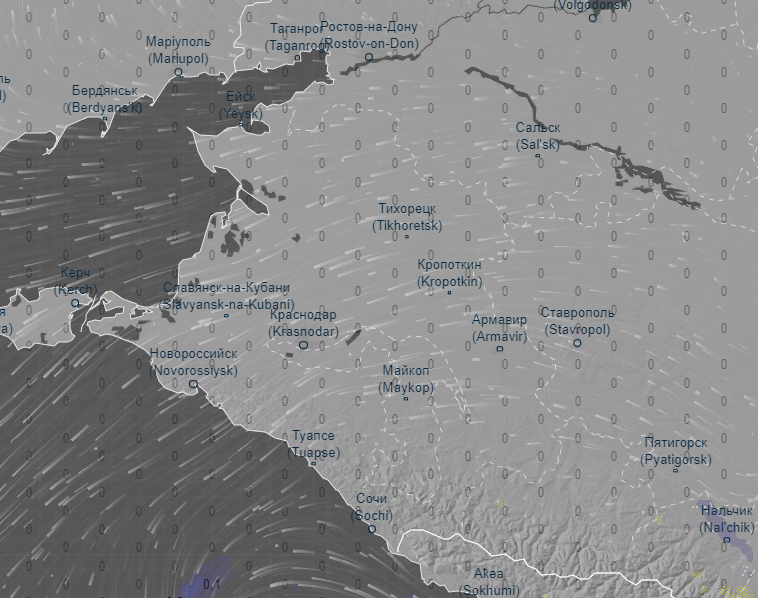 (Volgodonsk)
Таганрог
(Taganrog)
Ростов-на-Дону
(Rostov-on-Don)
Маріуполь
(Mariupol)
Бердянськ
(Berdyansk)
Ейск
(Yeysk)
Сальск
(Sal'sk)
Тихорецк
(Tikhoretsk)
Кропоткин
(Kropotkin)
Керч
(Kerch)
Славянск-на-Кубани
(Slavyansk-na-Kubani)
Краснодар
(Krasnodar)
Армавир
(Armavir)
Ставрополь
(Stavropol)
Новороссийск
(Novorossiysk)
Майкоп
(Maykop)
Туапсе
(Tuapse)
Пятигорск
(Pyatigorsk)
Сочи
(Sochi)
Нальчик
(Nal'chik)
Аҟәа
(Sokhumi)
0,1